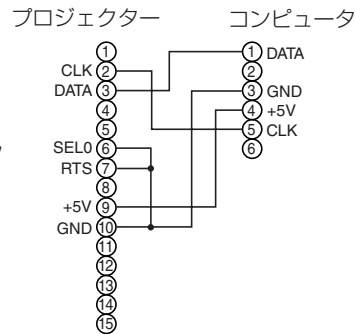 プロジェクター
コンピュータ
①
CLK ②
DATA ③
④
⑤
SEL0 ⑥
RTS ⑦
⑧
+5V ⑨
GND ⑩
⑪
⑫
⑬
⑭
⑮
① DATA
②
③ GND
④ +5V
⑤ CLK
⑥